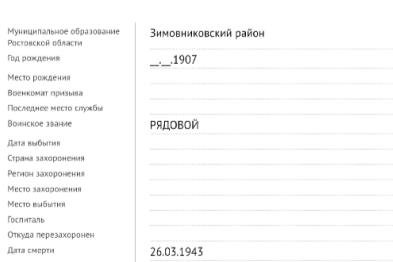 Муниципальное образование
Ростовской области
Зимовниковский район
Год рождения
__.__.1907
Место рождения
Военкомат призыва
Последнее место службы
Воинское звание
РЯДОВОЙ
Дата выбытия
Страна захоронения
Регион захоронения
Место захоронения
Место выбытия
Госпиталь
Откуда перезахоронен
Дата смерти
26.03.1943